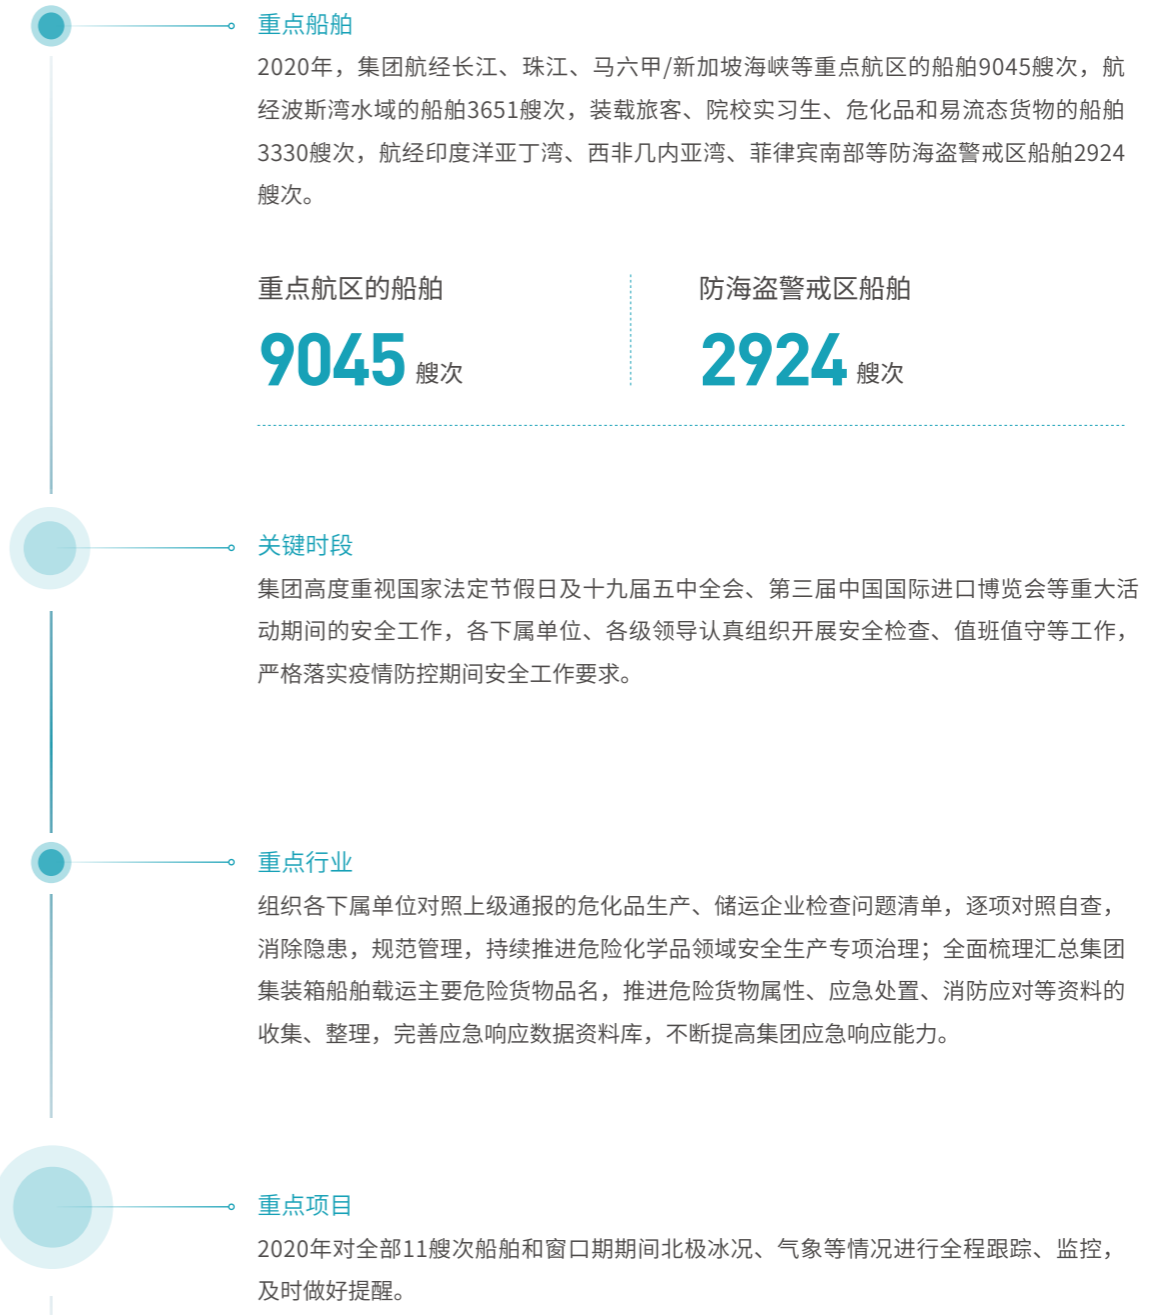 重点船舶
2020年，集团航经长江、珠江、马六甲/新加坡海峡等重点航区的船舶9045艘次，航
经波斯湾水域的船舶3651艘次，装载旅客、院校实习生、危化品和易流态货物的船舶
3330艘次，航经印度洋亚丁湾、西非几内亚湾、菲律宾南部等防海盗警戒区船舶2924
艘次。
重点航区的船舶
防海盗警戒区船舶
9045 艘次
2924 艘次
关键时段
集团高度重视国家法定节假日及十九届五中全会、第三届中国国际进口博览会等重大活
动期间的安全工作，各下属单位、各级领导认真组织开展安全检查、值班值守等工作，
严格落实疫情防控期间安全工作要求。
重点行业
组织各下属单位对照上级通报的危化品生产、储运企业检查问题清单，逐项对照自查，
消除隐患，规范管理，持续推进危险化学品领域安全生产专项治理；全面梳理汇总集团
集装箱船舶载运主要危险货物品名，推进危险货物属性、应急处置、消防应对等资料的
收集、整理，完善应急响应数据资料库，不断提高集团应急响应能力。
重点项目
2020年对全部11艘次船舶和窗口期期间北极冰况、气象等情况进行全程跟踪、监控，
及时做好提醒。